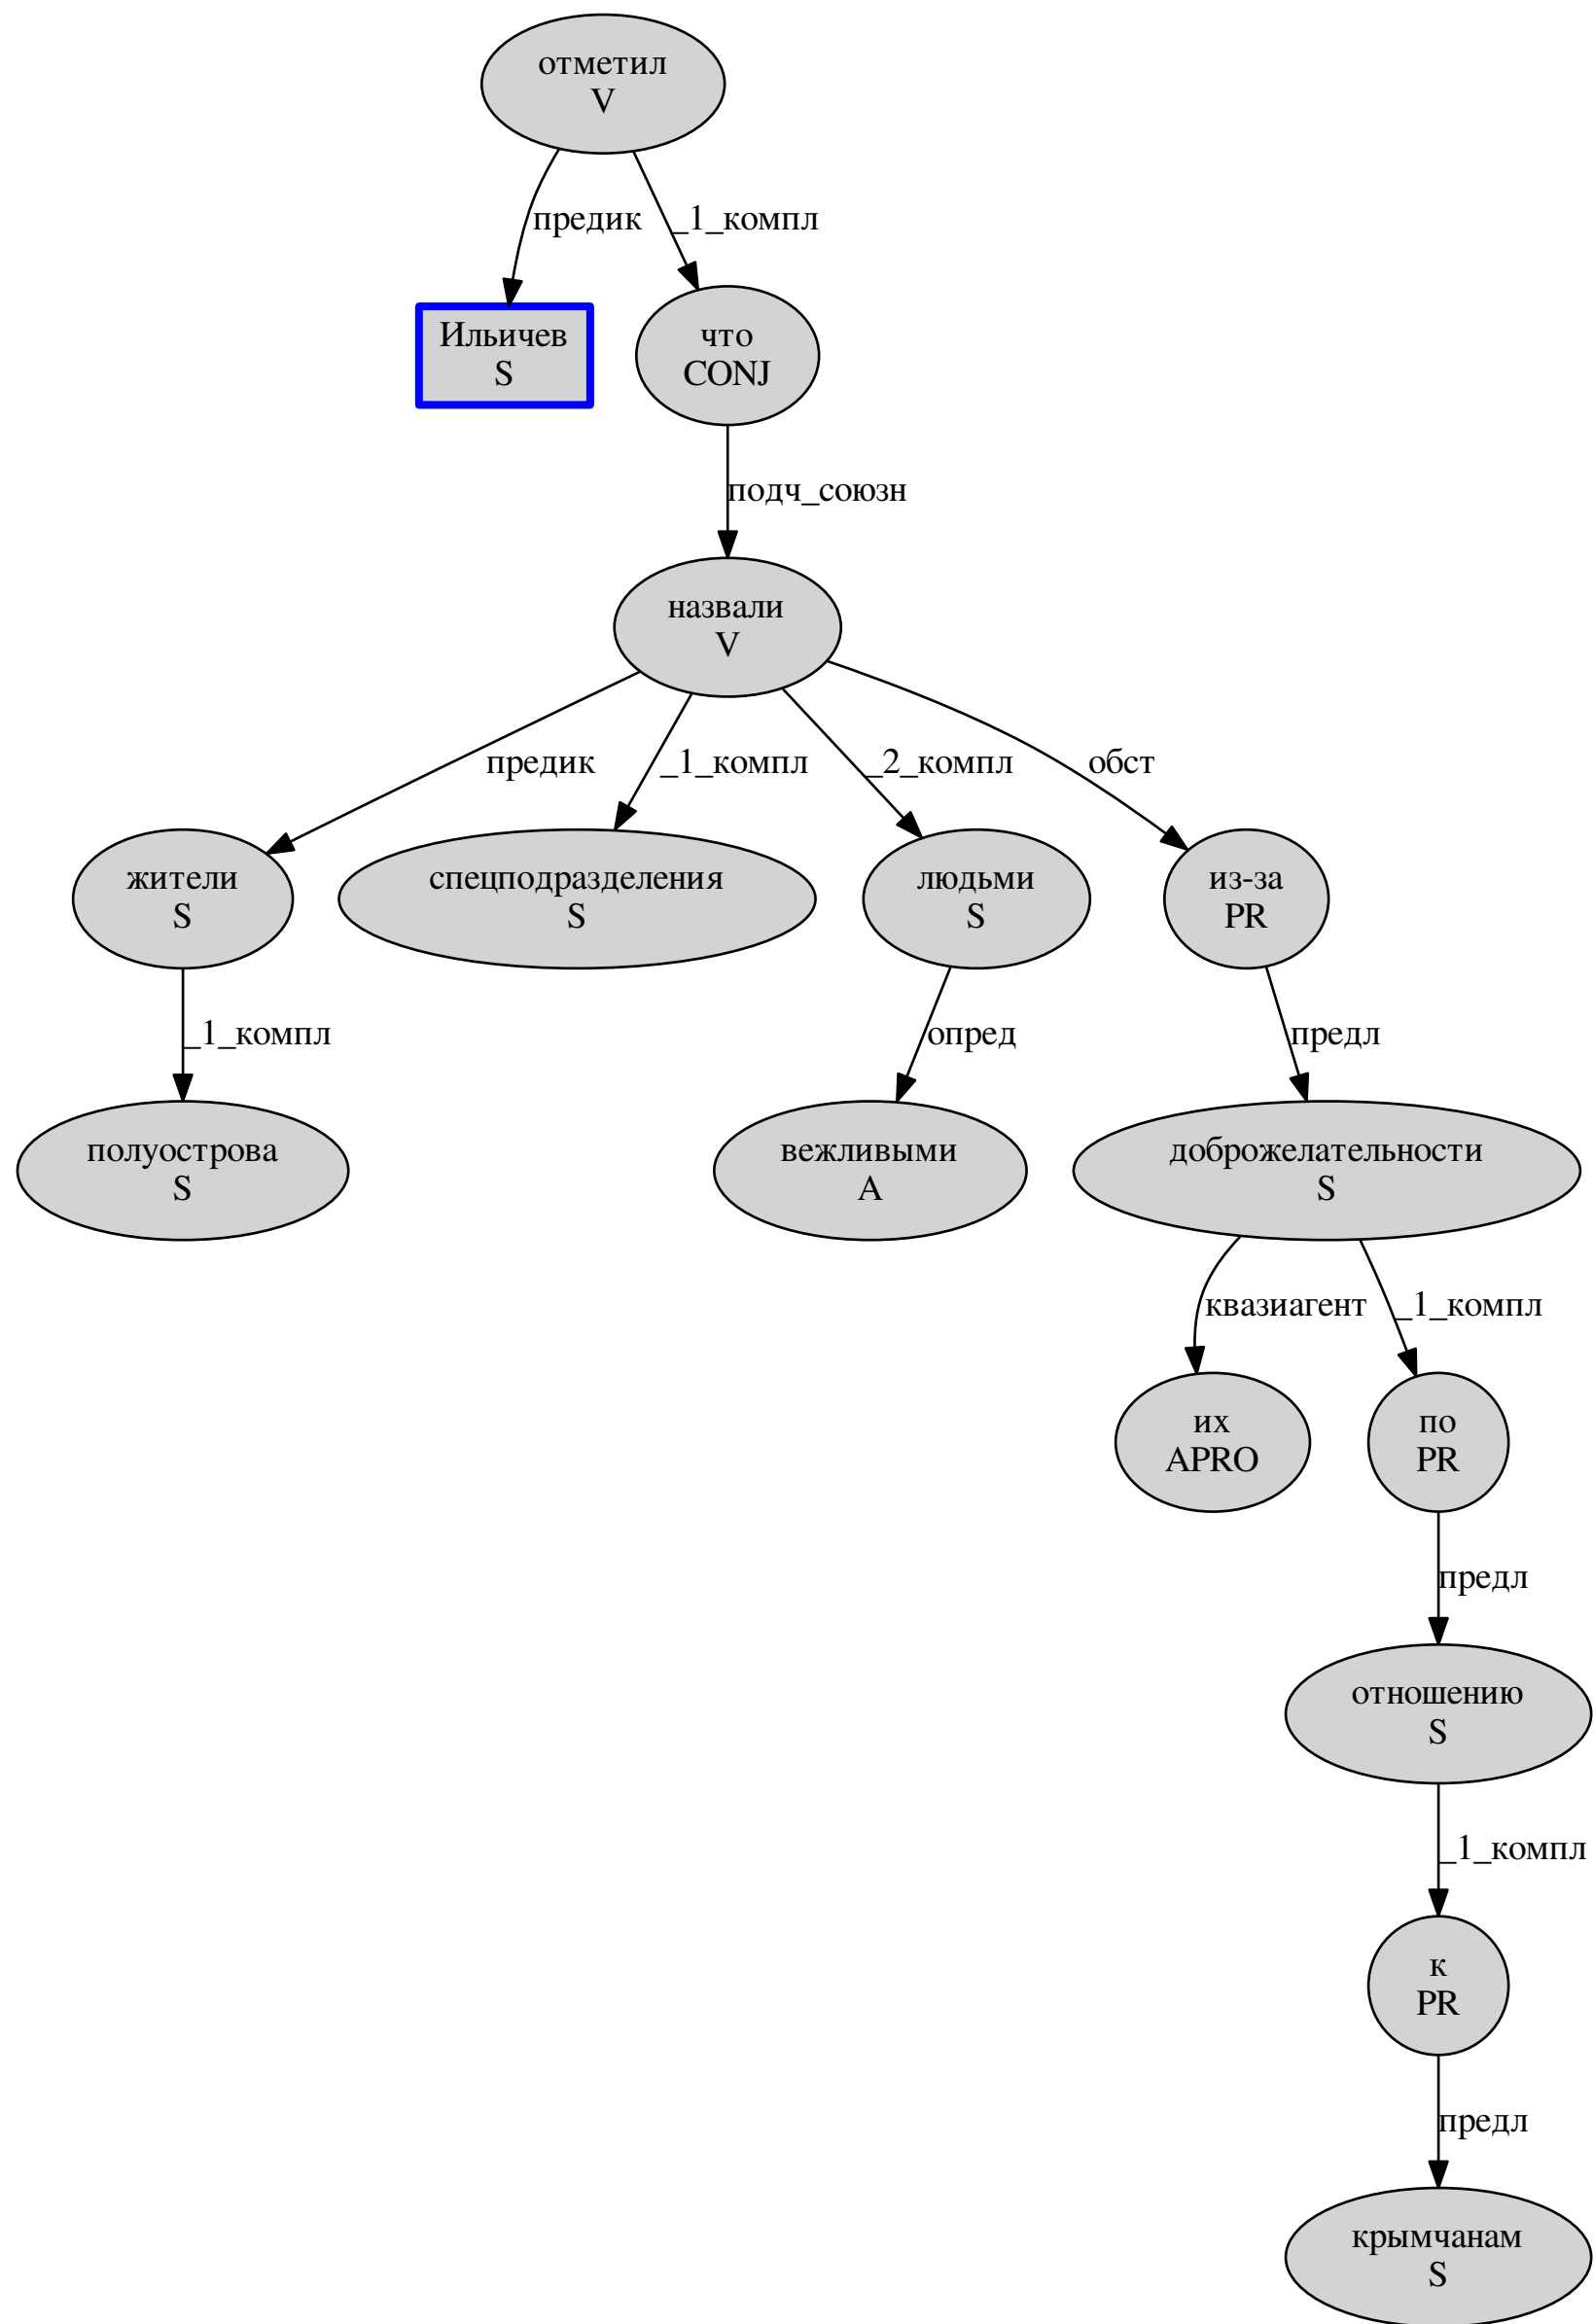 отметил
V
предик
_1_компл
Ильичев
S
что
CONJ
подч_союзн
назвали
V
предик
_1_компл
_2_компл
обст
жители
S
спецподразделения
S
людьми
S
из-за
PR
_1_компл
опред
предл
полуострова
S
вежливыми
A
доброжелательности
S
квазиагент
_1_компл
их
APRO
по
PR
предл
отношению
S
_1_компл
к
PR
предл
крымчанам
S